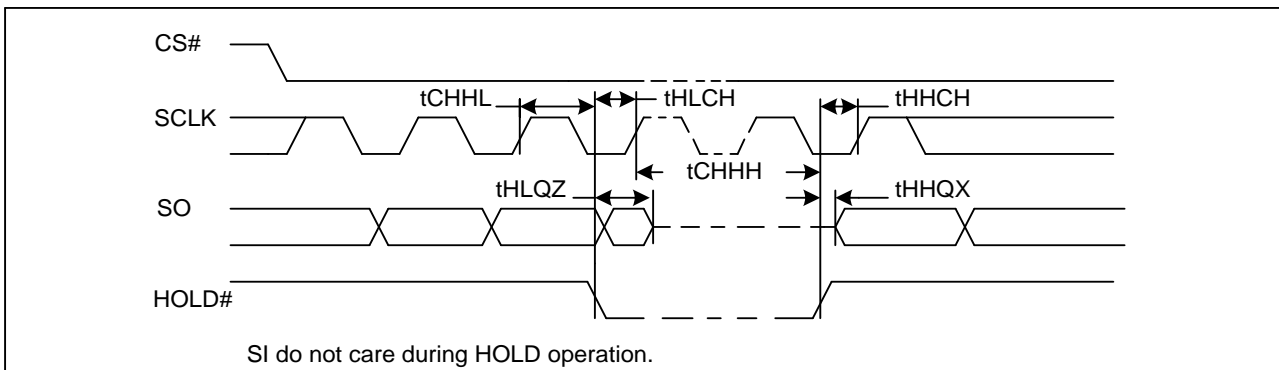 CS#
tCHHL tHLCH tHHCH
SCLK
tCHHH
tHLQZ tHHQX
SO
HOLD#
SI do not care during HOLD operation.